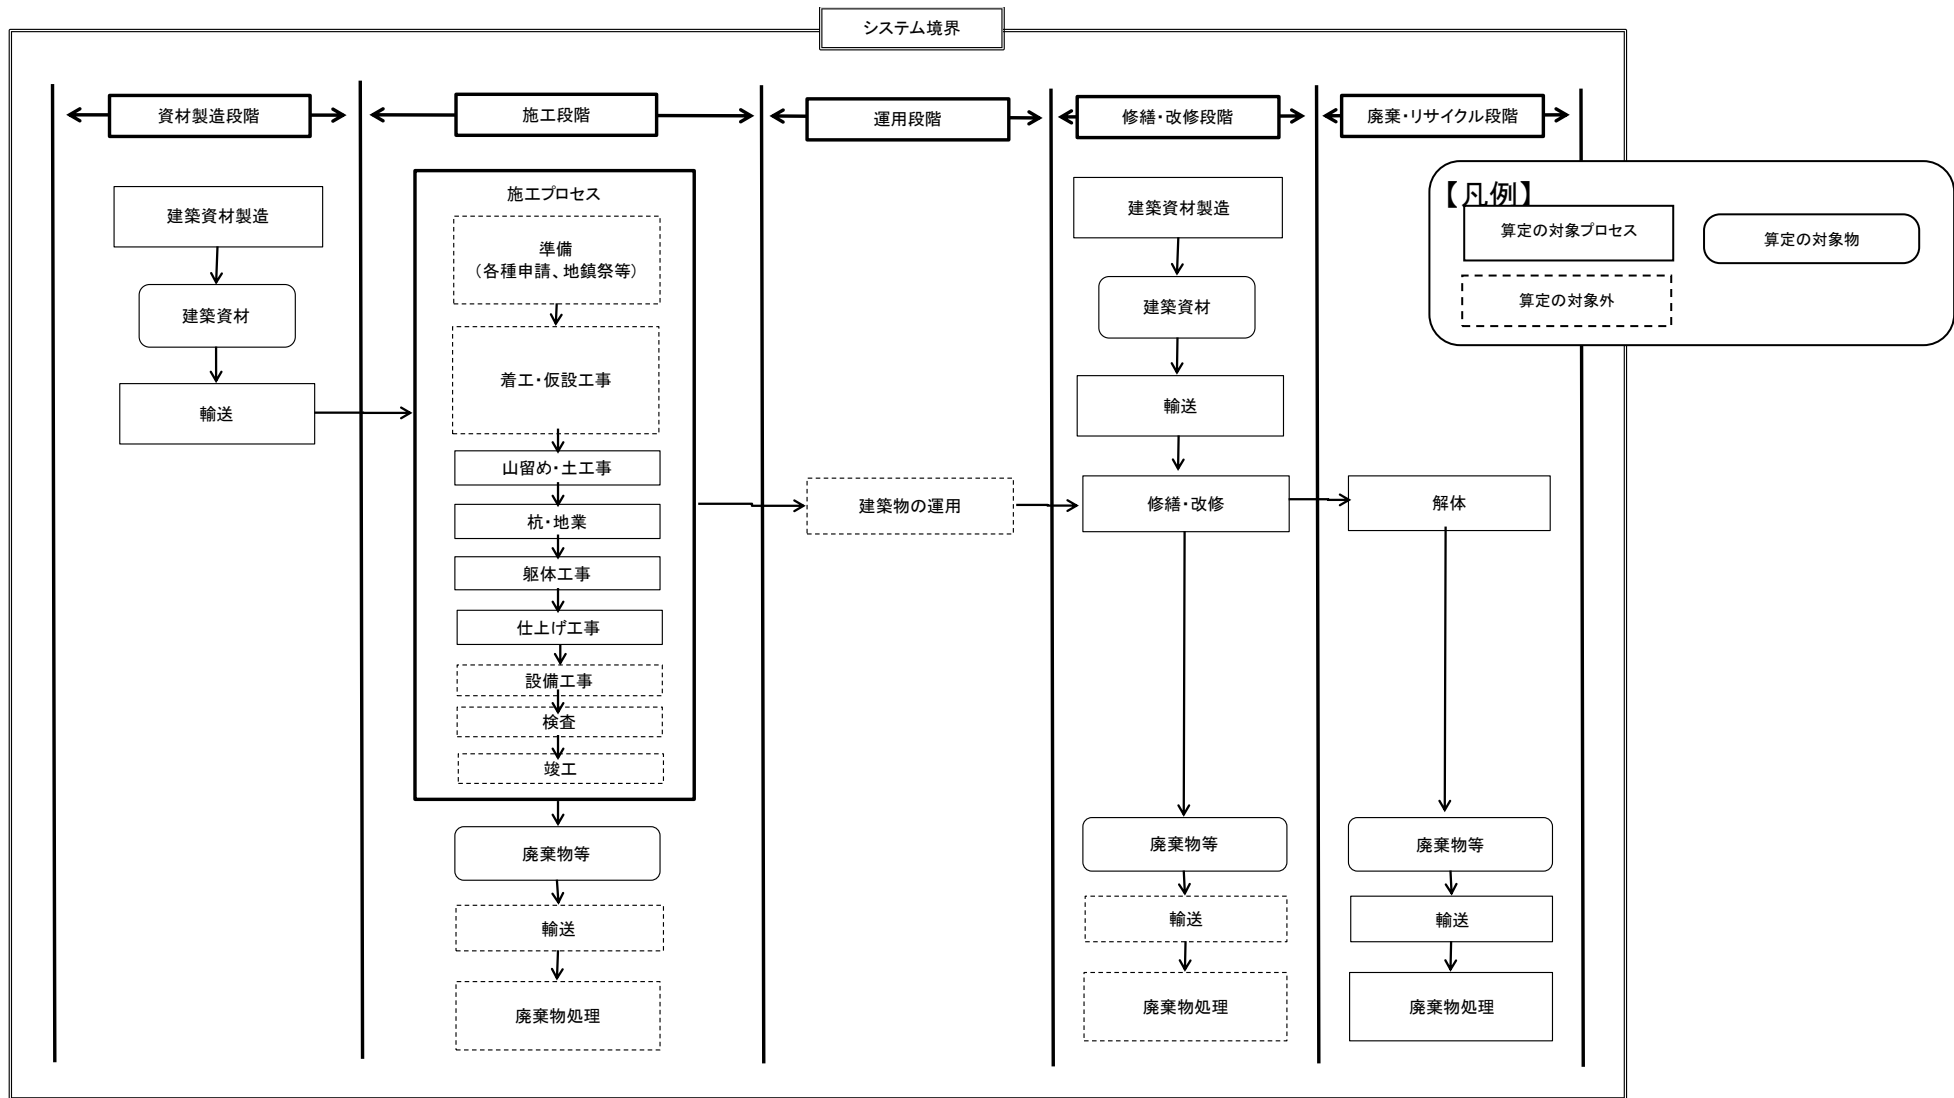 システム境界
資材製造段階
施工段階
運用段階
修繕・改修段階
廃棄・リサイクル段階
建築資材製造
建築資材
輸送
施工プロセス
準備
（各種申請、地鎮祭等）
着工・仮設工事
山留め・土工事
杭・地業
躯体工事
仕上げ工事
設備工事
検査
竣工
廃棄物等
輸送
廃棄物処理
建築物の運用
建築資材製造
建築資材
輸送
修繕・改修
廃棄物等
輸送
廃棄物処理
解体
廃棄物等
輸送
廃棄物処理
【凡例】
算定の対象プロセス
算定の対象物
算定の対象外